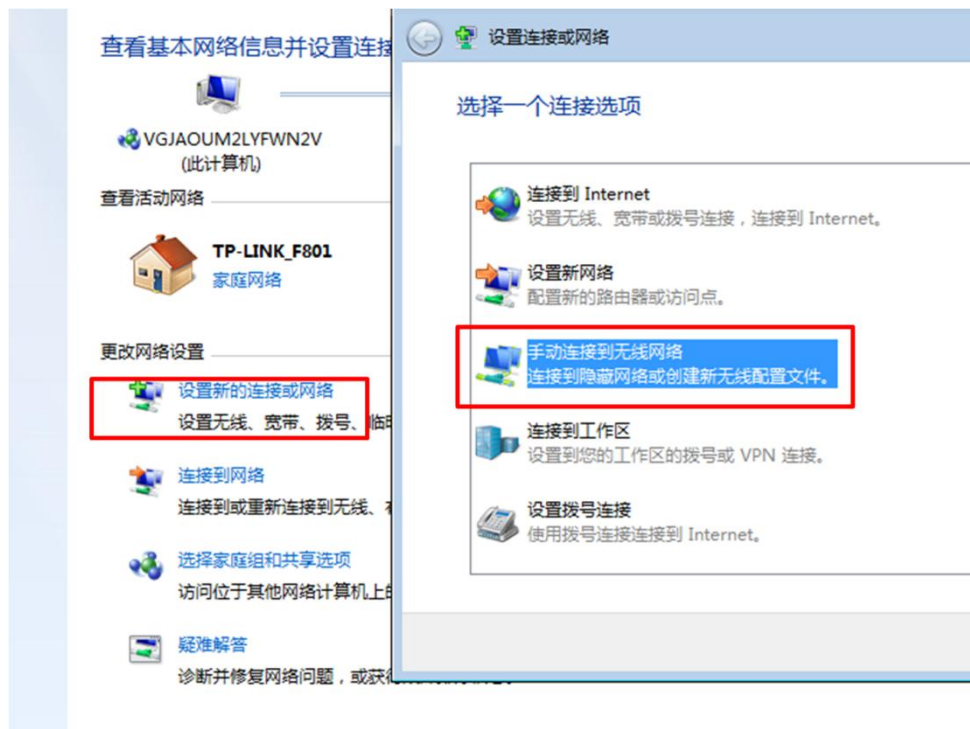 查看基本网络信息并设置连接
VGJAOUM2LYFWN2V
(此计算机)
查看活动网络
TP-LINK_F801
家庭网络
更改网络设置
设置新的连接或网络
设置无线、宽带、拨号、临时
连接到网络
连接到或重新连接到无线、
选择家庭组和共享选项
访问位于其他网络计算机上的
疑难解答
诊断并修复网络问题，或获得
设置连接或网络
选择一个连接选项
连接到 Internet
设置无线、宽带或拨号连接，连接到 Internet。
设置新网络
配置新的路由器或访问点。
手动连接到无线网络
连接到隐藏网络或创建新无线配置文件。
连接到工作区
设置到您的工作区的拨号或 VPN 连接。
设置拨号连接
使用拨号连接连接到 Internet。